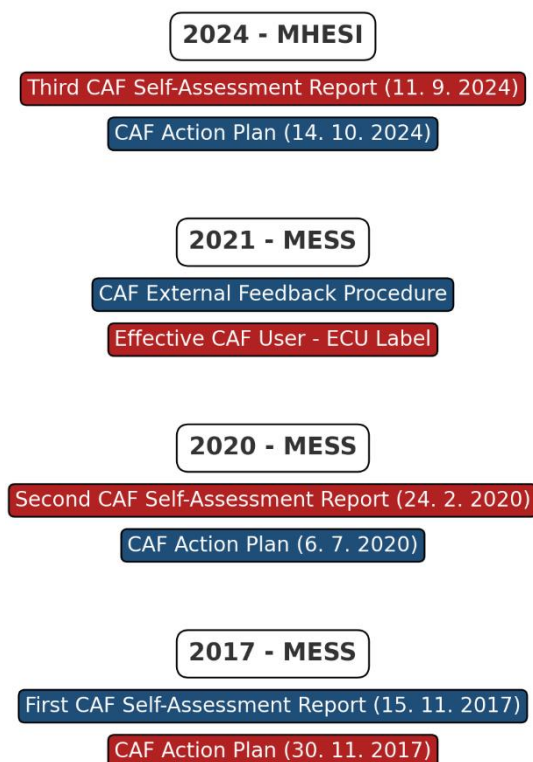 2024 - MHESI
Third CAF Self-Assessment Report (11. 9. 2024)
CAF Action Plan (14. 10. 2024)
2021 - MESS
CAF External Feedback Procedure
Effective CAF User - ECU Label
2020 - MESS
Second CAF Self-Assessment Report (24. 2. 2020)
CAF Action Plan (6. 7. 2020)
2017 - MESS
First CAF Self-Assessment Report (15. 11. 2017)
CAF Action Plan (30. 11. 2017)